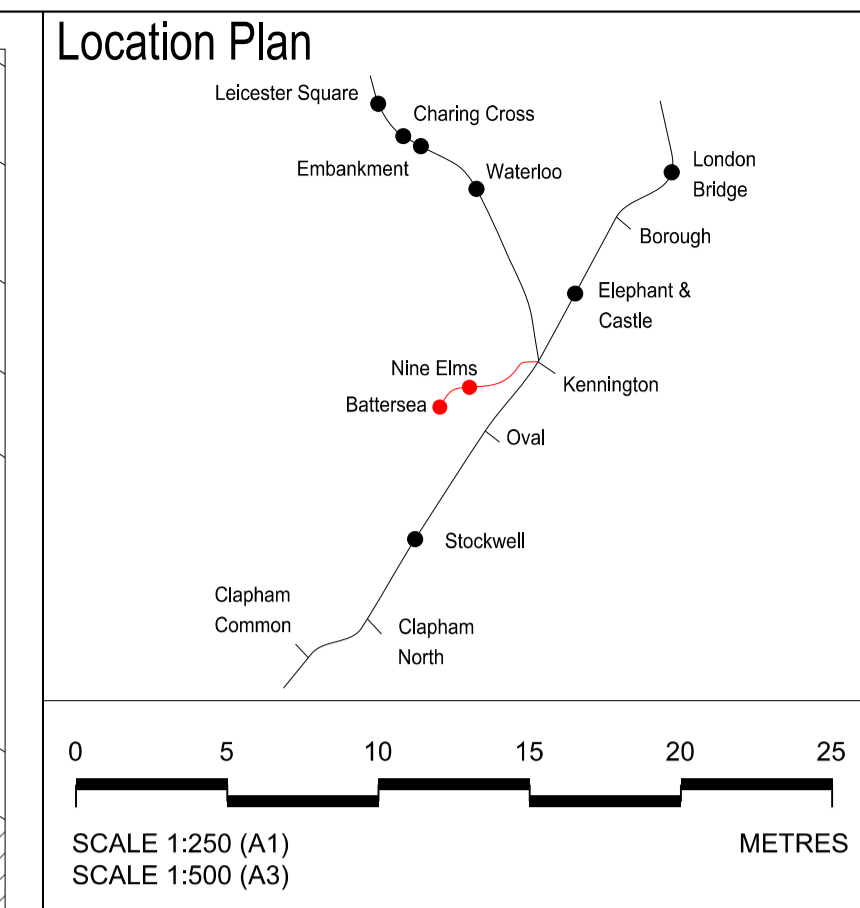 Location Plan
Leicester Square
Charing Cross
Embankment
Waterloo
London
Bridge
Borough
Elephant &
Castle
Nine Elms
Kennington
Battersea
Oval
Stockwell
Clapham
Common
Clapham
North
0 5 10 15 20 25
SCALE 1:250 (A1)
METRES
SCALE 1:500 (A3)